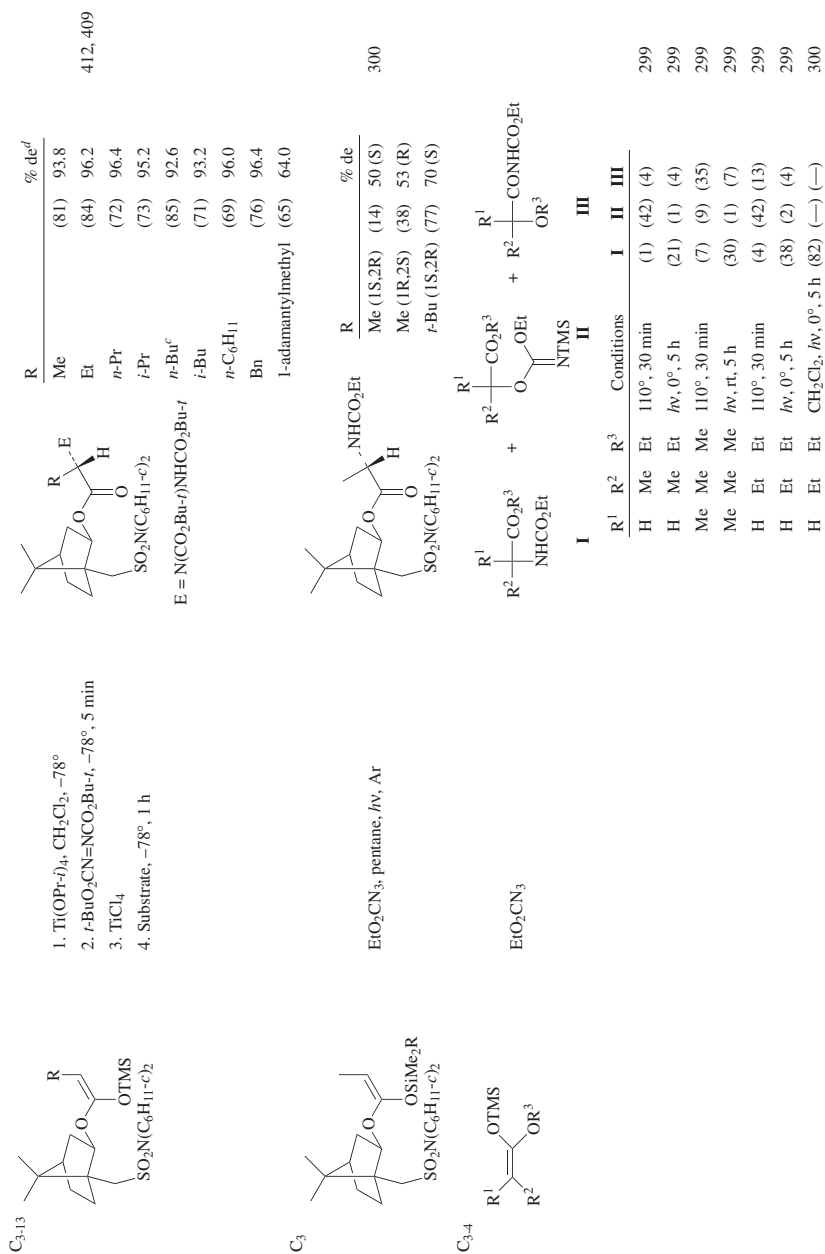 C3-13
R
O
OTMS
SO2N(C6H11-c)2
1. Ti(OPr-i)4, CH2Cl2, –78°
2. t-BuO2CN=NCO2Bu-t, –78°, 5 min
3. TiCl4
4. Substrate, –78°, 1 h
R
E
H
O
O
SO2N(C6H11-c)2
E = N(CO2Bu-t)NHCO2Bu-t
R % de^d
Me (81) 93.8
Et (84) 96.2
n-Pr (72) 96.4
i-Pr (73) 95.2
n-Bu^c (85) 92.6
i-Bu (71) 93.2
n-C6H11 (69) 96.0
Bn (76) 96.4
1-adamantylmethyl (65) 64.0
412, 409
C3
O
OSiMe2R
SO2N(C6H11-c)2
EtO2CN3, pentane, hν, Ar
NHCO2Et
H
O
O
SO2N(C6H11-c)2
R % de
Me (1S,2R) (14) 50 (S)
Me (1R,2S) (38) 53 (R)
t-Bu (1S,2R) (77) 70 (S)
300
C3-4
R1 OTMS
R2 OR3
EtO2CN3
R1
R2 CO2R3
NHCO2Et
I
+
R1
R2 CO2R3
O OEt
NTMS
II
+
R1
R2 CONHCO2Et
OR3
III
R1 R2 R3 Conditions I II III
H Me Et 110°, 30 min (1) (42) (4) 299
H Me Et hν, 0°, 5 h (21) (1) (4) 299
Me Me Me 110°, 30 min (7) (9) (35) 299
Me Me Me hν, rt, 5 h (30) (1) (7) 299
H Et Et 110°, 30 min (4) (42) (13) 299
H Et Et hν, 0°, 5 h (38) (2) (4) 299
H Et Et CH2Cl2, hν, 0°, 5 h (82) (—) (—) 300